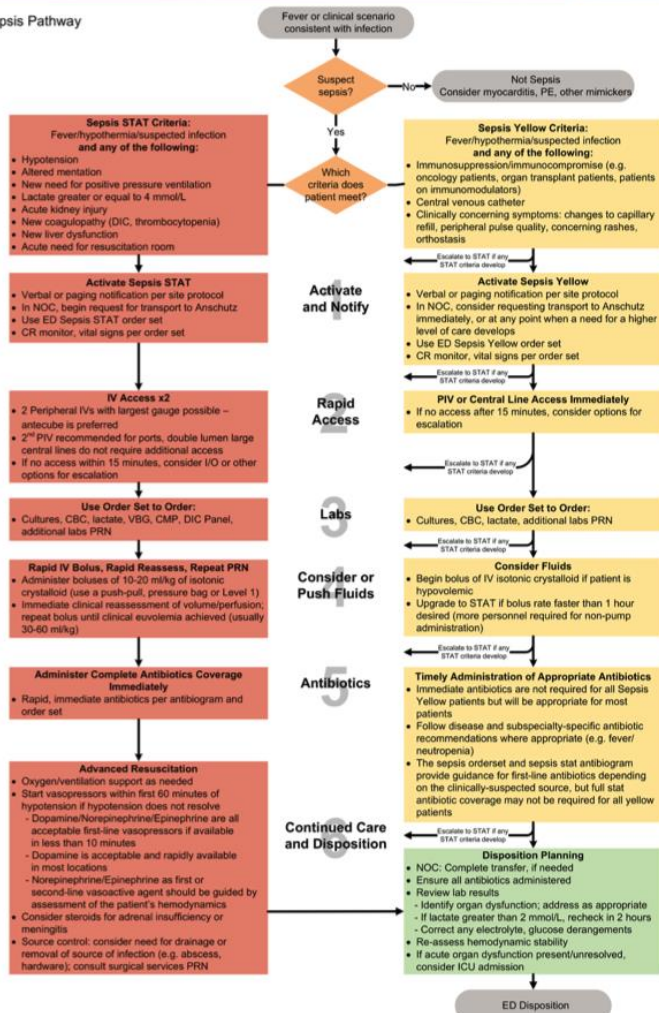 psis Pathway
Fever or clinical scenario
consistent with infection
Suspect
sepsis?
No
Not Sepsis
Consider myocarditis, PE, other mimickers
Yes
Which
criteria does
patient meet?
Sepsis STAT Criteria:
Fever/hypothermia/suspected infection
and any of the following:
• Hypotension
• Altered mentation
• New need for positive pressure ventilation
• Lactate greater or equal to 4 mmol/L
• Acute kidney injury
• New coagulopathy (DIC, thrombocytopenia)
• New liver dysfunction
• Acute need for resuscitation room
Sepsis Yellow Criteria:
Fever/hypothermia/suspected infection
and any of the following:
• Immunosuppression/immunocompromise (e.g.
oncology patients, organ transplant patients, patients
on immunomodulators)
• Central venous catheter
• Clinically concerning symptoms: changes to capillary
refill, peripheral pulse quality, concerning rashes,
orthostasis
Escalate to STAT if any
STAT criteria develop
1
Activate
and Notify
Activate Sepsis STAT
• Verbal or paging notification per site protocol
• In NOC, begin request for transport to Anschutz
• Use ED Sepsis STAT order set
• CR monitor, vital signs per order set
Activate Sepsis Yellow
• Verbal or paging notification per site protocol
• In NOC, consider requesting transport to Anschutz
immediately, or at any point when a need for a higher
level of care develops
• Use ED Sepsis Yellow order set
• CR monitor, vital signs per order set
Escalate to STAT if any
STAT criteria develop
2
Rapid
Access
IV Access x2
• 2 Peripheral IVs with largest gauge possible –
antecube is preferred
• 2nd PIV recommended for ports, double lumen large
central lines do not require additional access
• If no access within 15 minutes, consider I/O or other
options for escalation
PIV or Central Line Access Immediately
• If no access after 15 minutes, consider options for
escalation
Escalate to STAT if any
STAT criteria develop
3
Labs
Use Order Set to Order:
• Cultures, CBC, lactate, VBG, CMP, DIC Panel,
additional labs PRN
Use Order Set to Order:
• Cultures, CBC, lactate, additional labs PRN
Escalate to STAT if any
STAT criteria develop
4
Consider or
Push Fluids
Rapid IV Bolus, Rapid Reassess, Repeat PRN
• Administer boluses of 10-20 ml/kg of isotonic
crystalloid (use a push-pull, pressure bag or Level 1)
• Immediate clinical reassessment of volume/perfusion;
repeat bolus until clinical euvolemia achieved (usually
30-60 ml/kg)
Consider Fluids
• Begin bolus of IV isotonic crystalloid if patient is
hypovolemic
• Upgrade to STAT if bolus rate faster than 1 hour
desired (more personnel required for non-pump
administration)
Escalate to STAT if any
STAT criteria develop
5
Antibiotics
Administer Complete Antibiotics Coverage
Immediately
• Rapid, immediate antibiotics per antibiogram and
order set
Timely Administration of Appropriate Antibiotics
• Immediate antibiotics are not required for all Sepsis
Yellow patients but will be appropriate for most
patients
• Follow disease and subspecialty-specific antibiotic
recommendations where appropriate (e.g. fever/
neutropenia)
• The sepsis orderset and sepsis stat antibiogram
provide guidance for first-line antibiotics depending
on the clinically-suspected source, but full stat
antibiotic coverage may not be required for all yellow
patients
Escalate to STAT if any
STAT criteria develop
6
Continued Care
and Disposition
Advanced Resuscitation
• Oxygen/ventilation support as needed
• Start vasopressors within first 60 minutes of
hypotension if hypotension does not resolve
- Dopamine/Norepinephrine/Epinephrine are all
acceptable first-line vasopressors if available
in less than 10 minutes
- Dopamine is acceptable and rapidly available
in most locations
- Norepinephrine/Epinephrine as first or
second-line vasoactive agent should be guided by
assessment of the patient's hemodynamics
• Consider steroids for adrenal insufficiency or
meningitis
• Source control: consider need for drainage or
removal of source of infection (e.g. abscess,
hardware); consult surgical services PRN
Disposition Planning
• NOC: Complete transfer, if needed
• Ensure all antibiotics administered
• Review lab results
- Identify organ dysfunction; address as appropriate
- If lactate greater than 2 mmol/L, recheck in 2 hours
- Correct any electrolyte, glucose derangements
• Re-assess hemodynamic stability
• If acute organ dysfunction present/unresolved,
consider ICU admission
ED Disposition